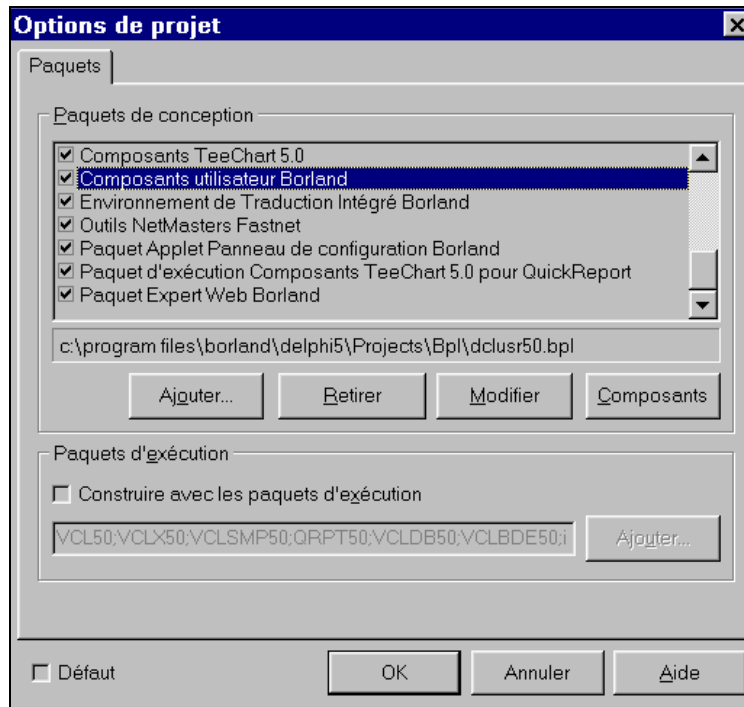 Options de projet
Paquets
Paquets de conception
Composants TeeChart 5.0
Composants utilisateur Borland
Environnement de Traduction Intégré Borland
Outils NetMasters Fastnet
Paquet Applet Panneau de configuration Borland
Paquet d'exécution Composants TeeChart 5.0 pour QuickReport
Paquet Expert Web Borland
c:\program files\borland\delphi5\Projects\Bpl\dclusr50.bpl
Ajouter... Retirer Modifier Composants
Paquets d'exécution
Construire avec les paquets d'exécution
VCL50;VCLX50;VCLSMP50;QRPT50;VCLDB50;VCLBDE50;i Ajouter...
Défaut OK Annuler Aide